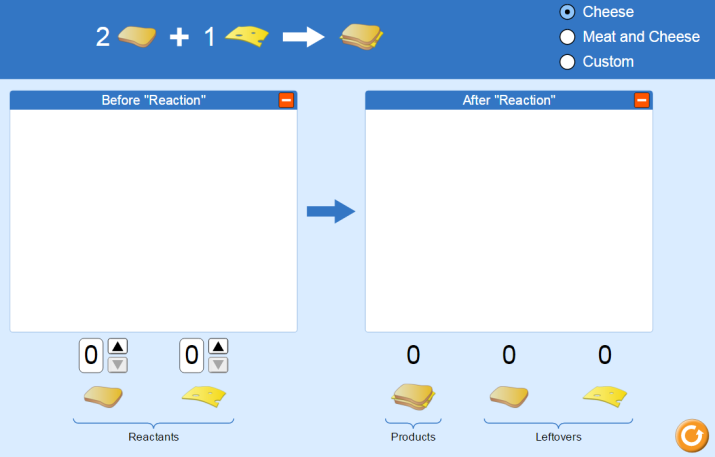 2 + 1
Cheese
Meat and Cheese
Custom
Before "Reaction"
After "Reaction"
0 0
0 0 0
Reactants
Products
Leftovers